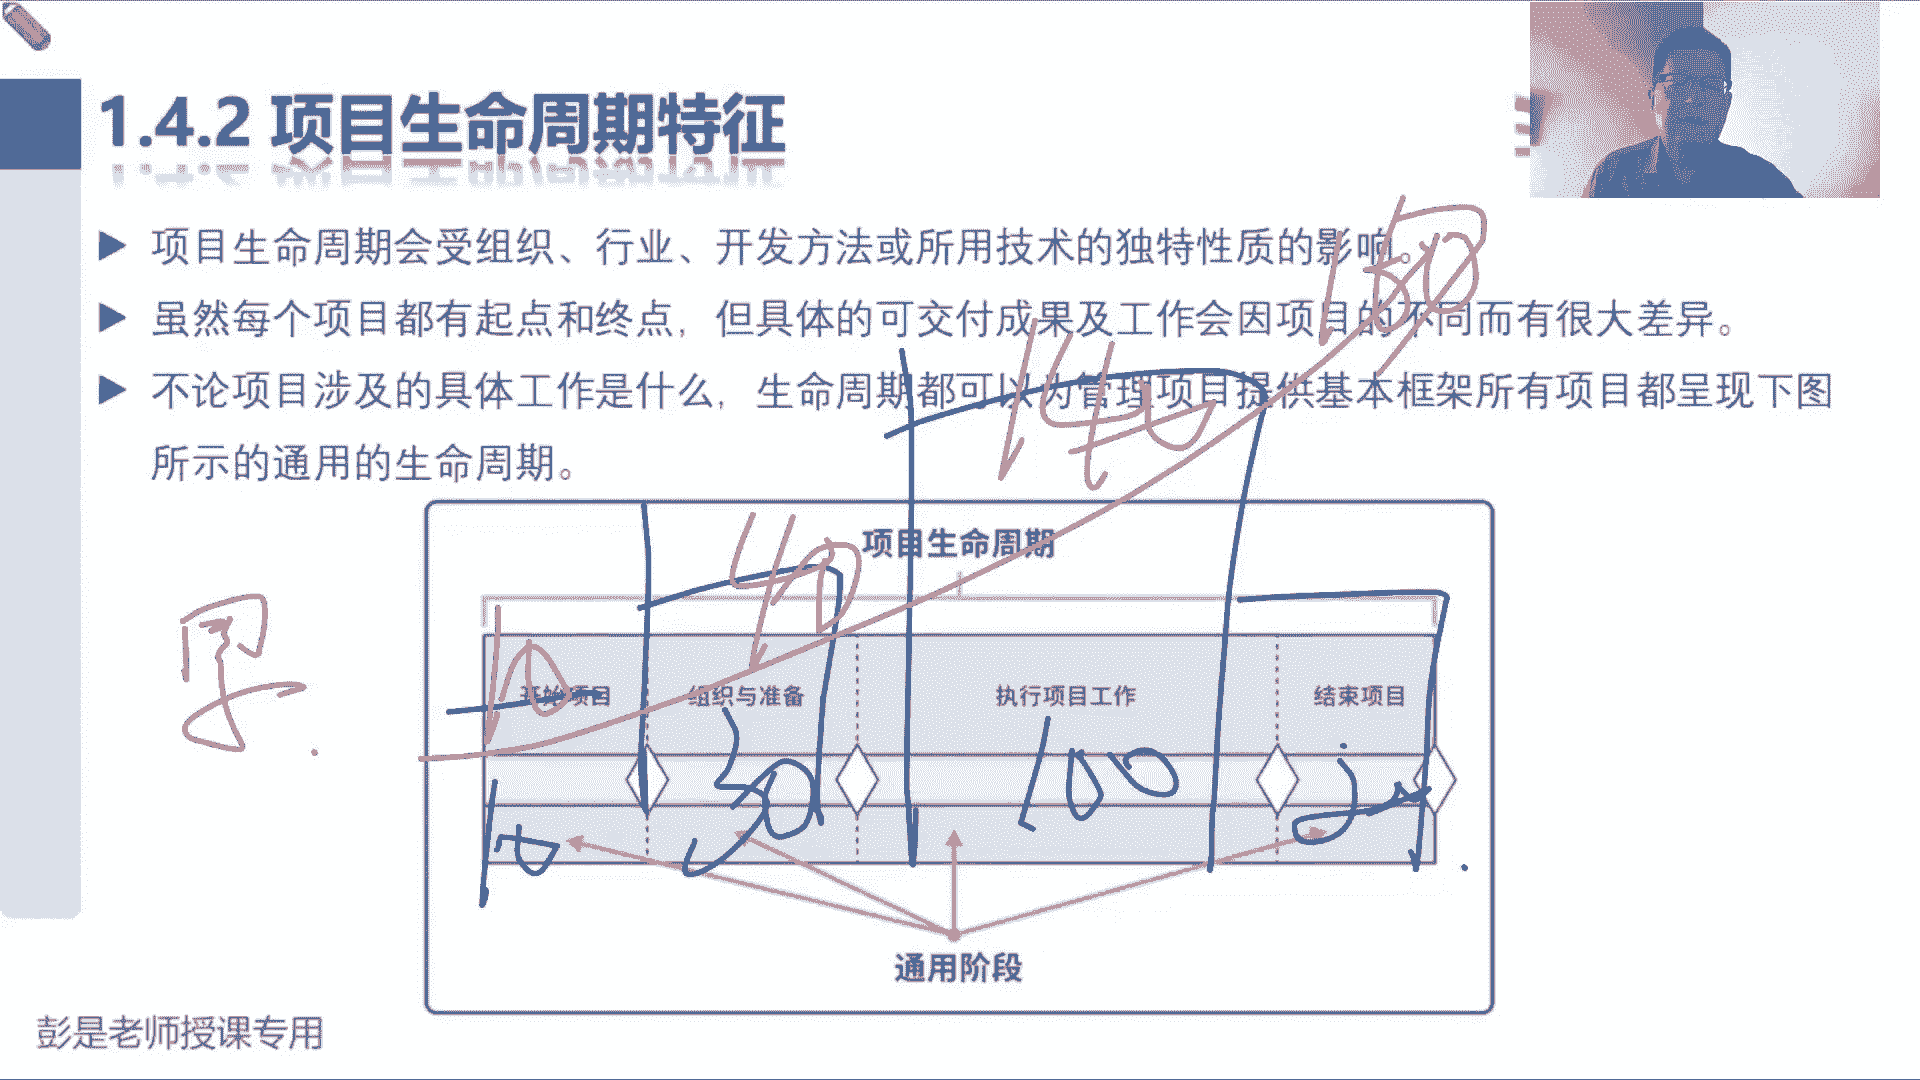 1.4.2 项目生命周期特征
项目生命周期会受组织、行业、开发方法或所用技术的独特性质的影响。
虽然每个项目都有起点和终点，但具体的可交付成果及工作会因项目的不同而有很大差异。
不论项目涉及的具体工作是什么，生命周期都可以为管理项目提供基本框架所有项目都呈现下图
所示的通用的生命周期。
140
40
项目生命周期
10
开始项目 组织与准备 执行项目工作 结束项目
10 30 100
通用阶段
彭是老师授课专用